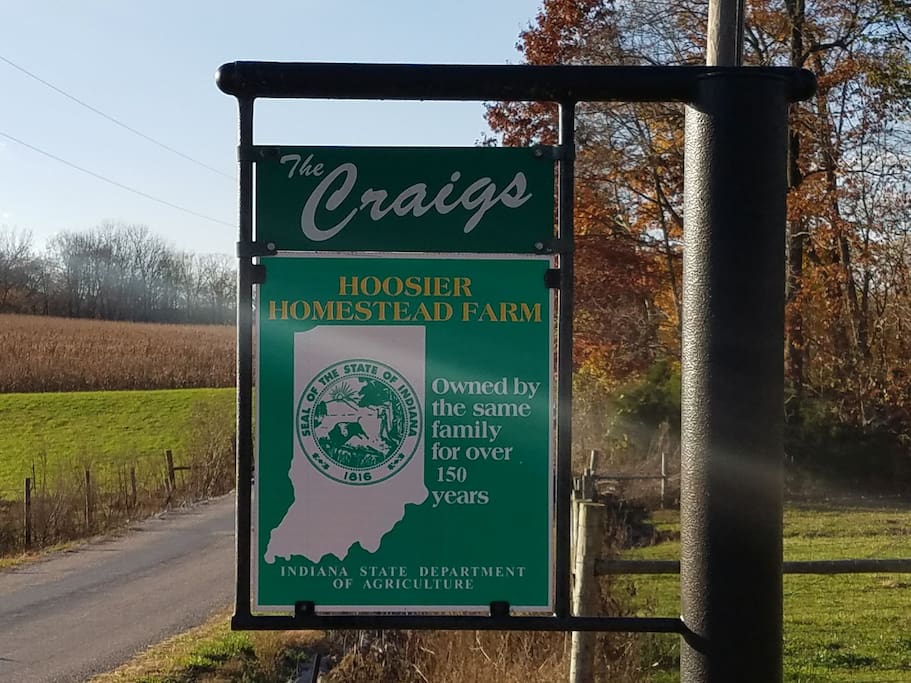 The
Craigs
HOOSIER
HOMESTEAD FARM
SEAL OF THE STATE OF INDIANA
1816
Owned by
the same
family
for over
150
years
INDIANA STATE DEPARTMENT
OF AGRICULTURE